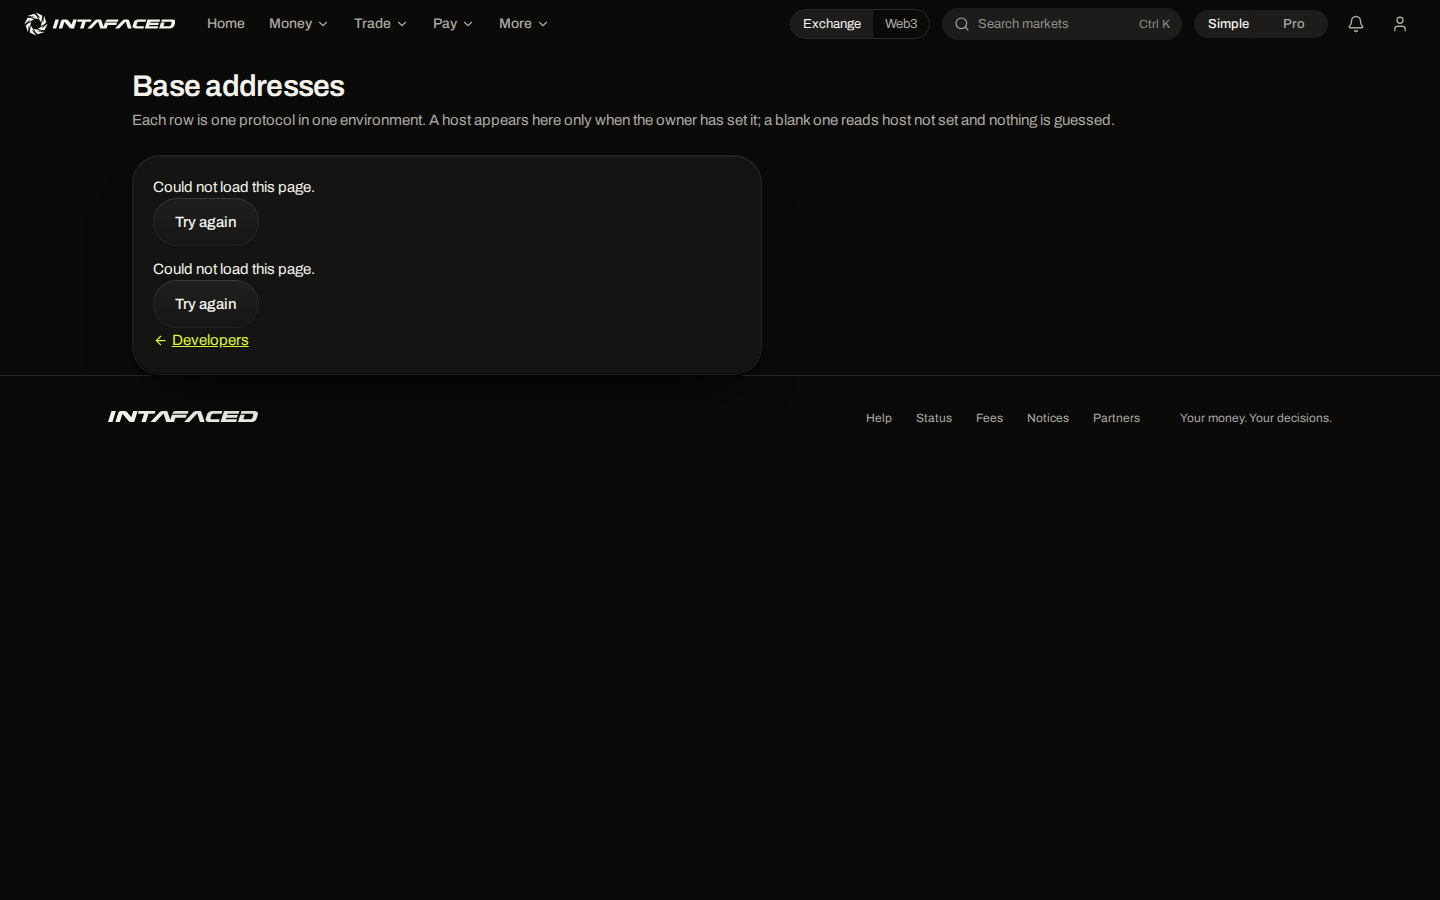 INTAFACED Home Money Trade Pay More Exchange Web3 Search markets Ctrl K Simple Pro
Base addresses
Each row is one protocol in one environment. A host appears here only when the owner has set it; a blank one reads host not set and nothing is guessed.
Could not load this page.
Try again
Could not load this page.
Try again
← Developers
INTAFACED Help Status Fees Notices Partners Your money. Your decisions.